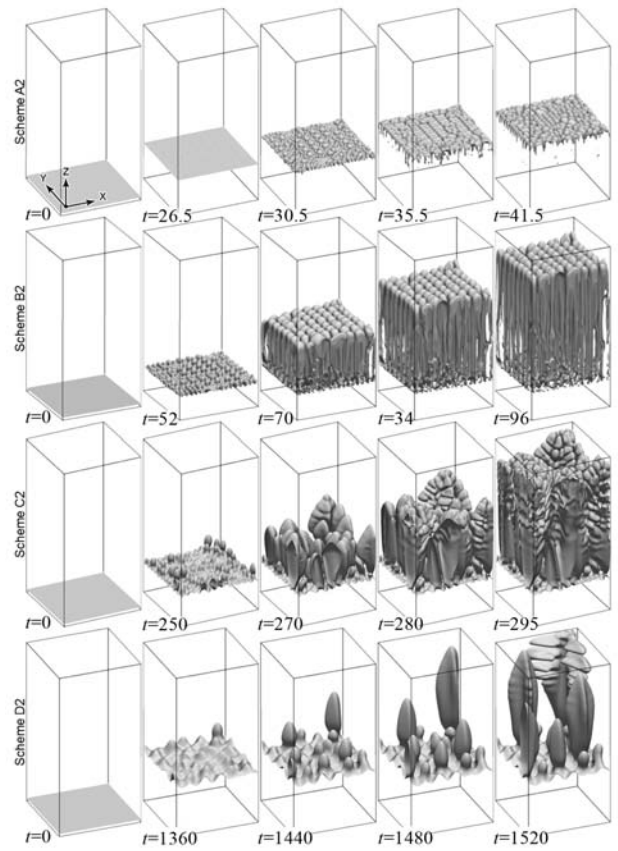 Scheme A2
Z
Y
X
t=0
t=26.5
t=30.5
t=35.5
t=41.5
Scheme B2
t=0
t=52
t=70
t=34
t=96
Scheme C2
t=0
t=250
t=270
t=280
t=295
Scheme D2
t=0
t=1360
t=1440
t=1480
t=1520